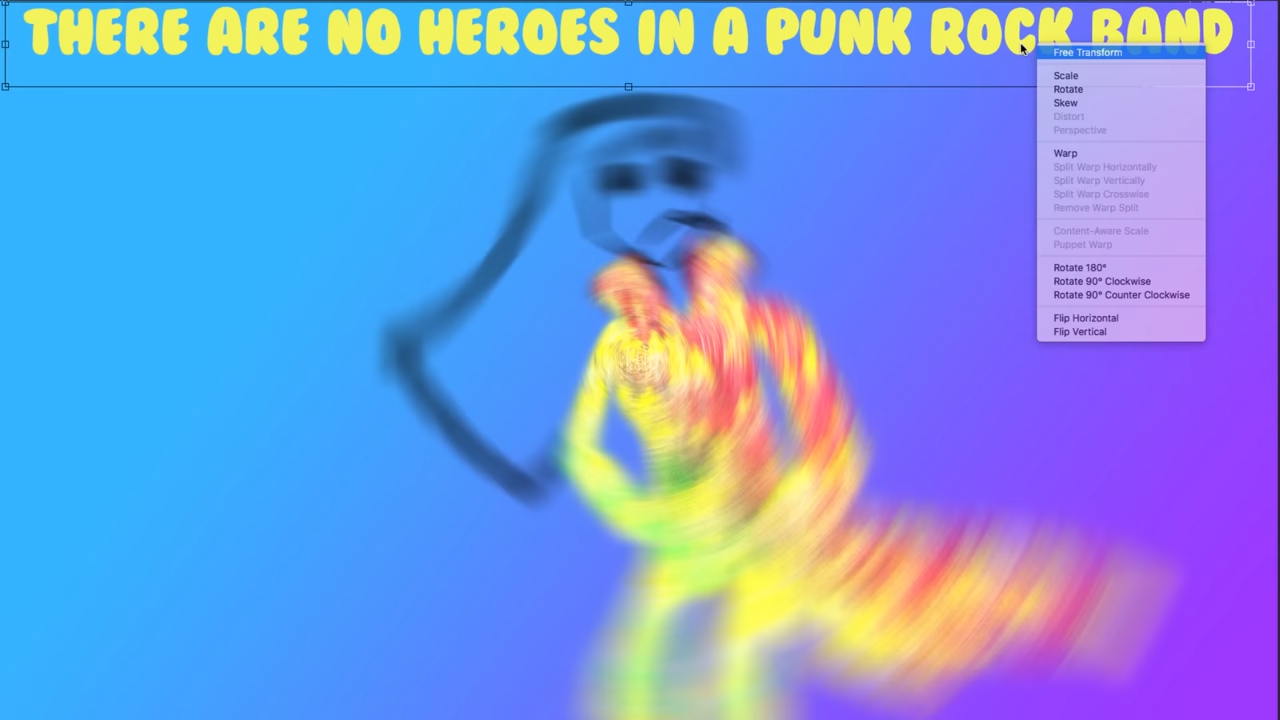 THERE ARE NO HEROES IN A PUNK ROCK BAND
Free Transform
Scale
Rotate
Skew
Distort
Perspective
Warp
Split Warp Horizontally
Split Warp Vertically
Split Warp Crosswise
Remove Warp Split
Content-Aware Scale
Puppet Warp
Rotate 180°
Rotate 90° Clockwise
Rotate 90° Counter Clockwise
Flip Horizontal
Flip Vertical